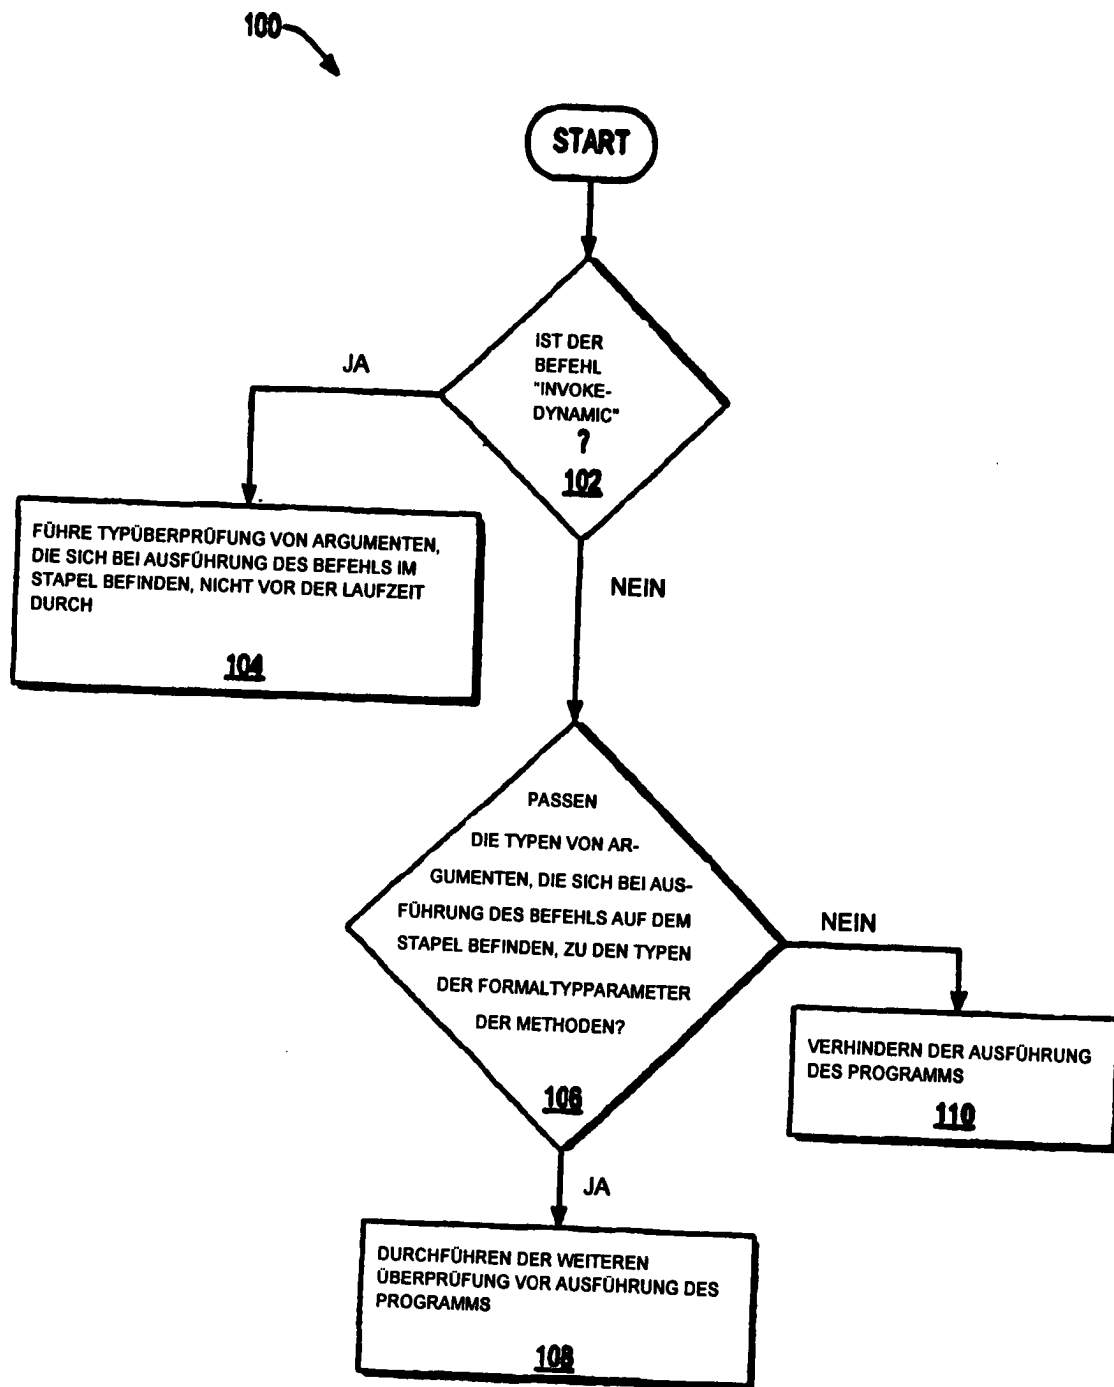 100
START
IST DER
BEFEHL
"INVOKE-
DYNAMIC"
?
102
JA
NEIN
FÜHRE TYPÜBERPRÜFUNG VON ARGUMENTEN,
DIE SICH BEI AUSFÜHRUNG DES BEFEHLS IM
STAPEL BEFINDEN, NICHT VOR DER LAUFZEIT
DURCH
104
PASSEN
DIE TYPEN VON AR-
GUMENTEN, DIE SICH BEI AUS-
FÜHRUNG DES BEFEHLS AUF DEM
STAPEL BEFINDEN, ZU DEN TYPEN
DER FORMALTYPPARAMETER
DER METHODEN?
106
NEIN
VERHINDERN DER AUSFÜHRUNG
DES PROGRAMMS
110
JA
DURCHFÜHREN DER WEITEREN
ÜBERPRÜFUNG VOR AUSFÜHRUNG DES
PROGRAMMS
108